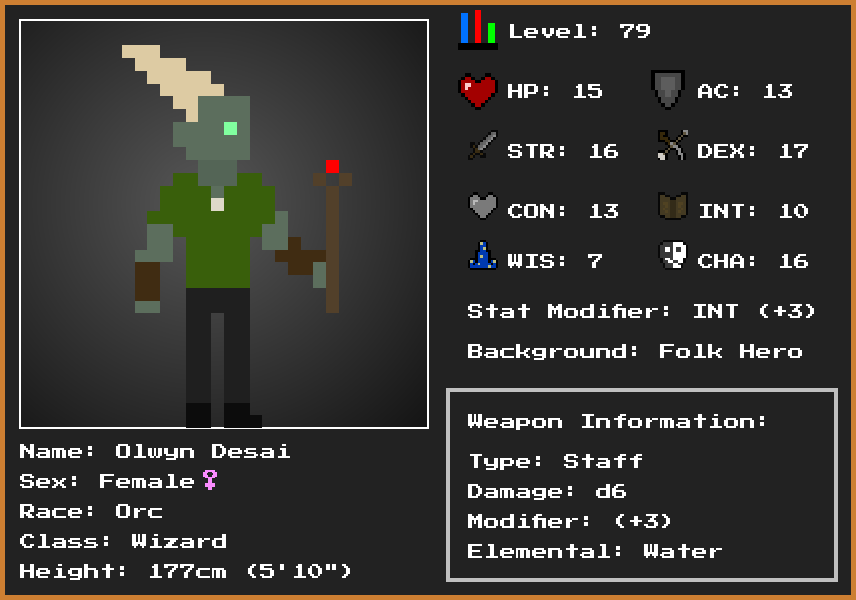 Level: 79
HP: 15 AC: 13
STR: 16 DEX: 17
CON: 13 INT: 10
WIS: 7 CHA: 16
Stat Modifier: INT (+3)
Background: Folk Hero
Weapon Information:
Type: Staff
Damage: d6
Modifier: (+3)
Elemental: Water
Name: Olwyn Desai
Sex: Female♀
Race: Orc
Class: Wizard
Height: 177cm (5'10")